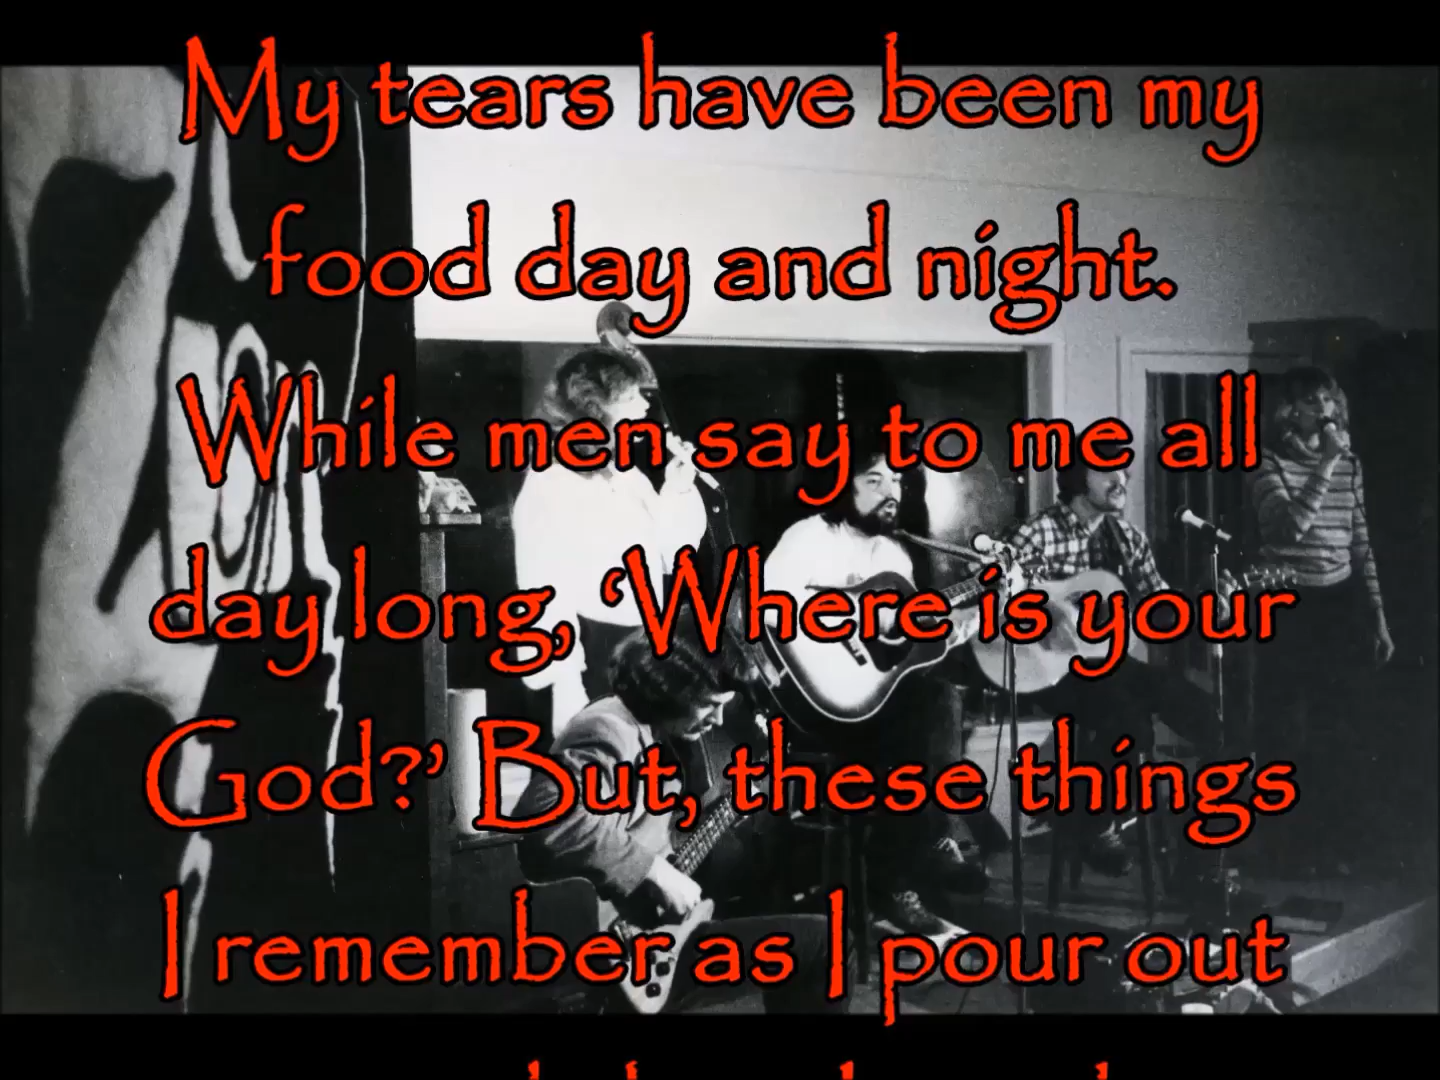 My tears have been my
food day and night.
While men say to me all
day long, ‘Where is your
God?’ But, these things
I remember as I pour out